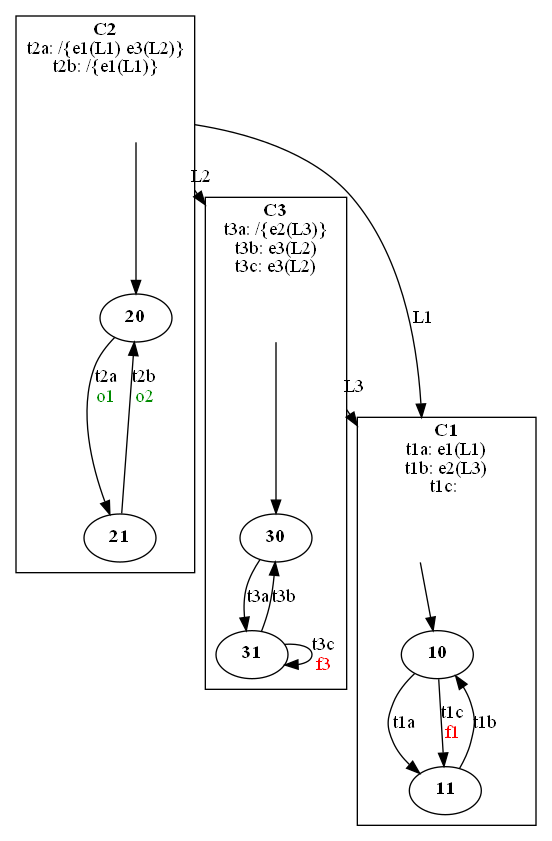 C2
t2a: /{e1(L1) e3(L2)}
t2b: /{e1(L1)}
L2
C3
t3a: /{e2(L3)}
t3b: e3(L2)
t3c: e3(L2)
20
L1
t2a
o1
t2b
o2
L3
C1
t1a: e1(L1)
t1b: e2(L3)
t1c:
21
30
t3a
t3b
31
t3c
f3
10
t1a
t1c
f1
t1b
11